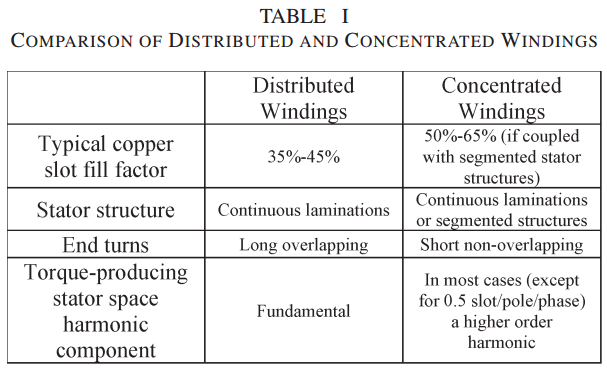 TABLE I
COMPARISON OF DISTRIBUTED AND CONCENTRATED WINDINGS
Distributed
Windings
Concentrated
Windings
Typical copper
slot fill factor
35%-45%
50%-65% (if coupled
with segmented stator
structures)
Stator structure
Continuous laminations
Continuous laminations
or segmented structures
End turns
Long overlapping
Short non-overlapping
Torque-producing
stator space
harmonic
component
Fundamental
In most cases (except
for 0.5 slot/pole/phase)
a higher order
harmonic